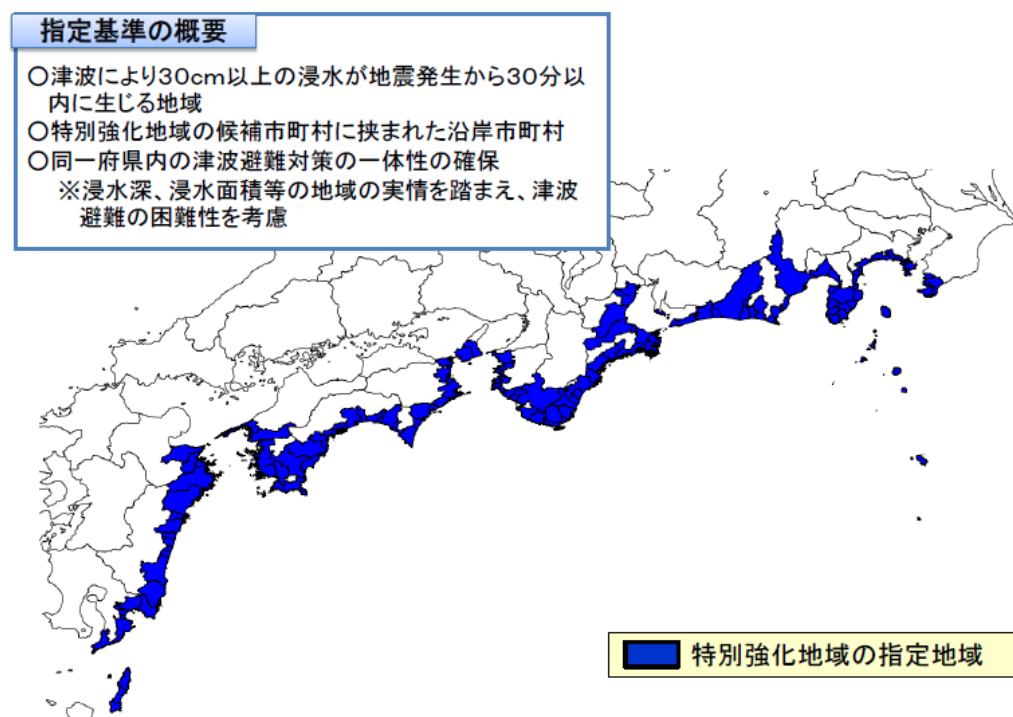 指定基準の概要
○津波により30cm以上の浸水が地震発生から30分以
内に生じる地域
○特別強化地域の候補市町村に挟まれた沿岸市町村
○同一府県内の津波避難対策の一体性の確保
※浸水深、浸水面積等の地域の実情を踏まえ、津波
避難の困難性を考慮
特別強化地域の指定地域